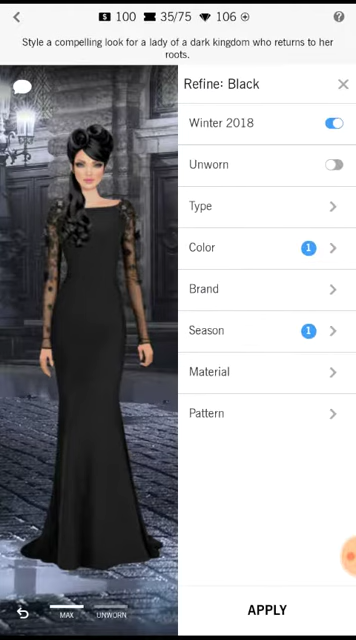 $ 100 35/75 106
?
Style a compelling look for a lady of a dark kingdom who returns to her
roots.
Refine: Black
Winter 2018
Unworn
Type
Color 1
Brand
Season 1
Material
Pattern
MAX UNWORN
APPLY